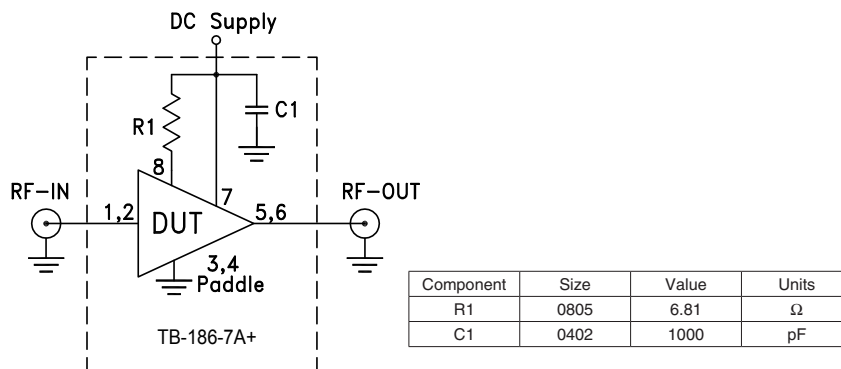 DC Supply
R1
C1
8
7
RF-IN
RF-OUT
1,2
DUT
5,6
3,4
Paddle
TB-186-7A+
Component Size Value Units
R1 0805 6.81 Ω
C1 0402 1000 pF